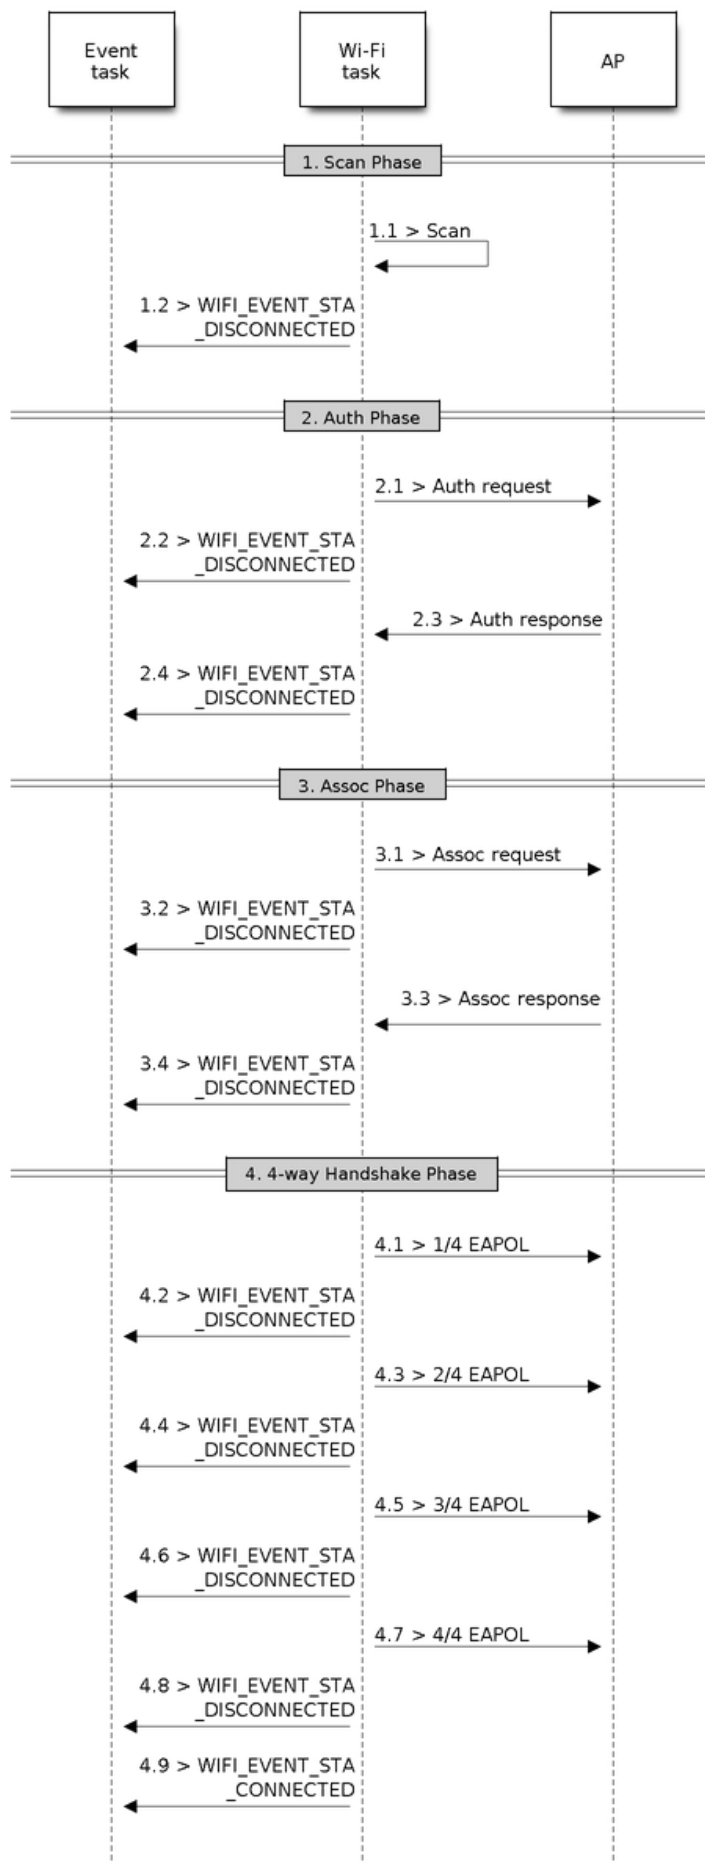 Event
task
Wi-Fi
task
AP
1. Scan Phase
1.1 > Scan
1.2 > WIFI_EVENT_STA
_DISCONNECTED
2. Auth Phase
2.1 > Auth request
2.2 > WIFI_EVENT_STA
_DISCONNECTED
2.3 > Auth response
2.4 > WIFI_EVENT_STA
_DISCONNECTED
3. Assoc Phase
3.1 > Assoc request
3.2 > WIFI_EVENT_STA
_DISCONNECTED
3.3 > Assoc response
3.4 > WIFI_EVENT_STA
_DISCONNECTED
4. 4-way Handshake Phase
4.1 > 1/4 EAPOL
4.2 > WIFI_EVENT_STA
_DISCONNECTED
4.3 > 2/4 EAPOL
4.4 > WIFI_EVENT_STA
_DISCONNECTED
4.5 > 3/4 EAPOL
4.6 > WIFI_EVENT_STA
_DISCONNECTED
4.7 > 4/4 EAPOL
4.8 > WIFI_EVENT_STA
_DISCONNECTED
4.9 > WIFI_EVENT_STA
_CONNECTED